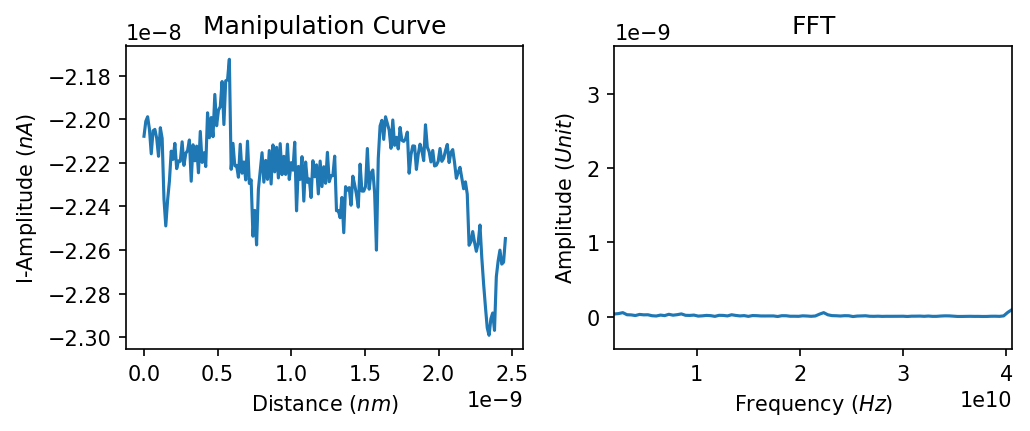 Manipulation Curve
1e−8
I-Amplitude (nA)
−2.18
−2.20
−2.22
−2.24
−2.26
−2.28
−2.30
0.0 0.5 1.0 1.5 2.0 2.5
Distance (nm)
1e−9
FFT
1e−9
Amplitude (Unit)
3
2
1
0
1 2 3 4
Frequency (Hz)
1e10